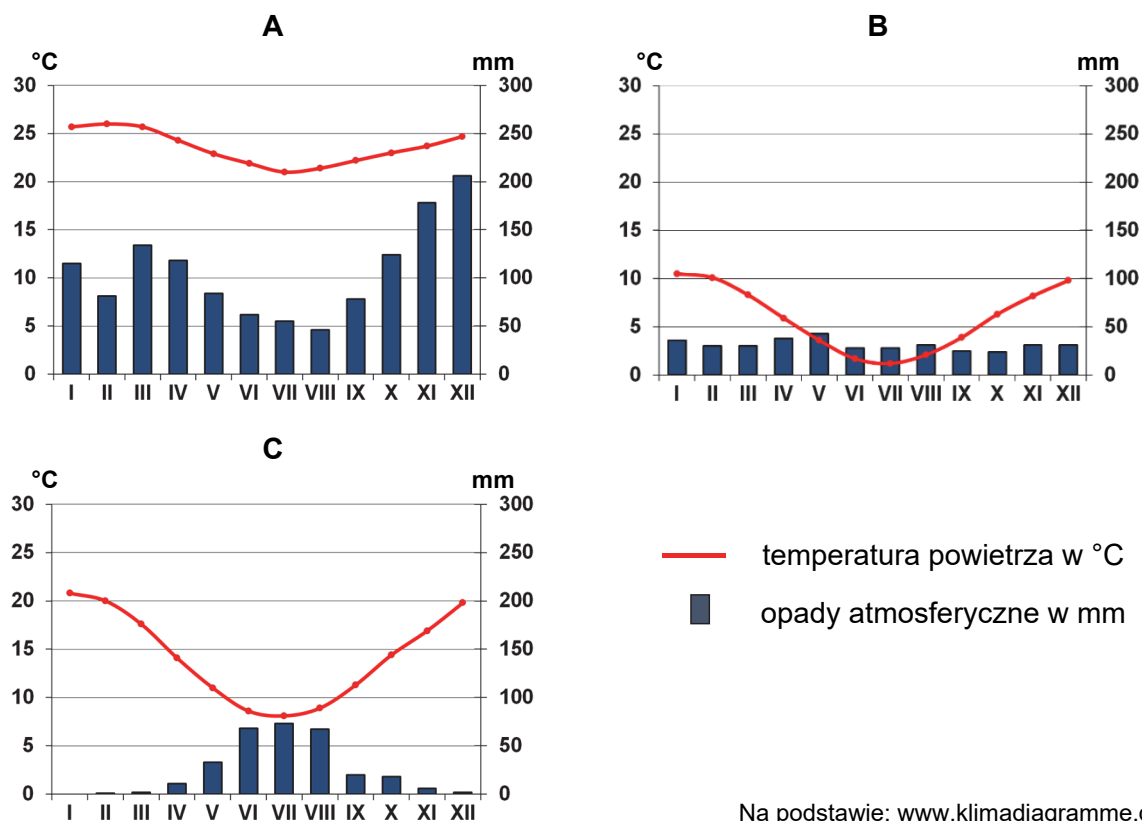 A
°C mm
30 300
25 250
20 200
15 150
10 100
5 50
0 0
I II III IV V VI VII VIII IX X XI XII
B
°C mm
30 300
25 250
20 200
15 150
10 100
5 50
0 0
I II III IV V VI VII VIII IX X XI XII
C
°C mm
30 300
25 250
20 200
15 150
10 100
5 50
0 0
I II III IV V VI VII VIII IX X XI XII
temperatura powietrza w °C
opady atmosferyczne w mm
Na podstawie: www.klimadiagramme.